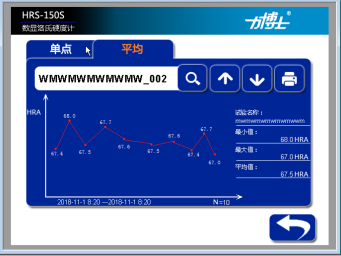 HRS-150S
力博士®
数显洛氏硬度计
单点
平均
WMWMWMWMWMW_002
HRA
68.0
67.4
67.5
67.7
67.6
67.5
67.6
67.4
67.7
67.0
试验名称:
mwmwmwmwmwmwm
最小值:
68.0 HRA
最大值:
67.0 HRA
平均值:
67.5 HRA
2018-11-1 8:20 ---2018-11-1 8:20
N=10